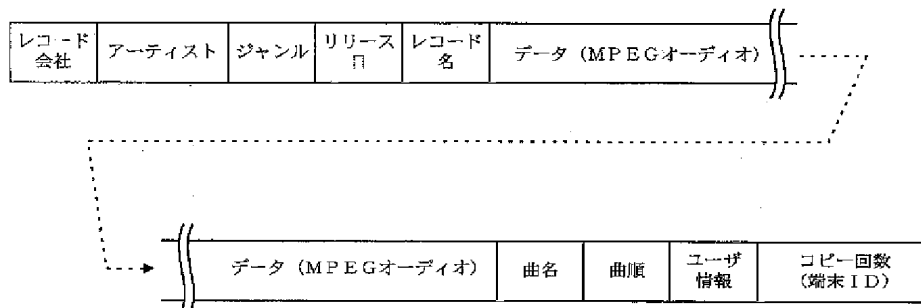 レコード
会社
アーティスト
ジャンル
リリース
日
レコード
名
データ（ＭＰＥＧオーディオ）
データ（ＭＰＥＧオーディオ）
曲名
曲順
ユーザ
情報
コピー回数
（端末ＩＤ）